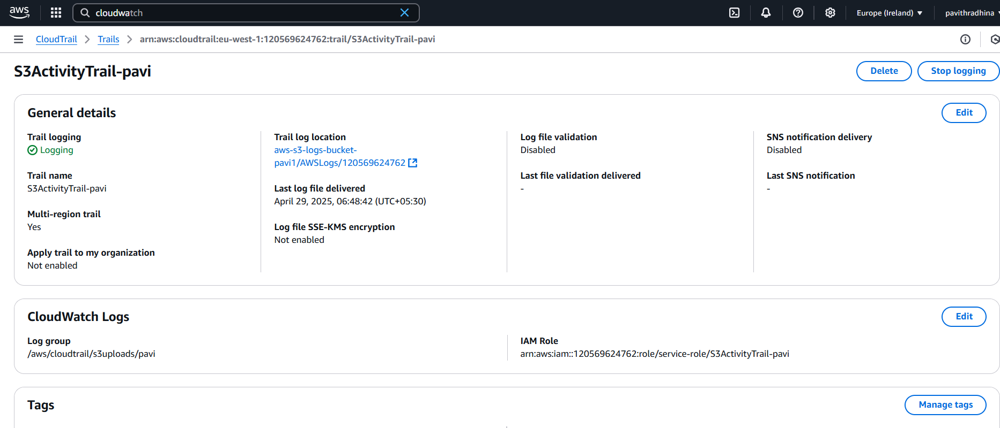 aws
cloudwatch
Europe (Ireland)
pavithradhina
CloudTrail
Trails
arn:aws:cloudtrail:eu-west-1:120569624762:trail/S3ActivityTrail-pavi
S3ActivityTrail-pavi
Delete
Stop logging
General details
Edit
Trail logging
Logging
Trail name
S3ActivityTrail-pavi
Multi-region trail
Yes
Apply trail to my organization
Not enabled
Trail log location
aws-s3-logs-bucket-
pavi1/AWSLogs/120569624762
Last log file delivered
April 29, 2025, 06:48:42 (UTC+05:30)
Log file SSE-KMS encryption
Not enabled
Log file validation
Disabled
Last file validation delivered
-
SNS notification delivery
Disabled
Last SNS notification
-
CloudWatch Logs
Edit
Log group
/aws/cloudtrail/s3uploads/pavi
IAM Role
arn:aws:iam::120569624762:role/service-role/S3ActivityTrail-pavi
Tags
Manage tags